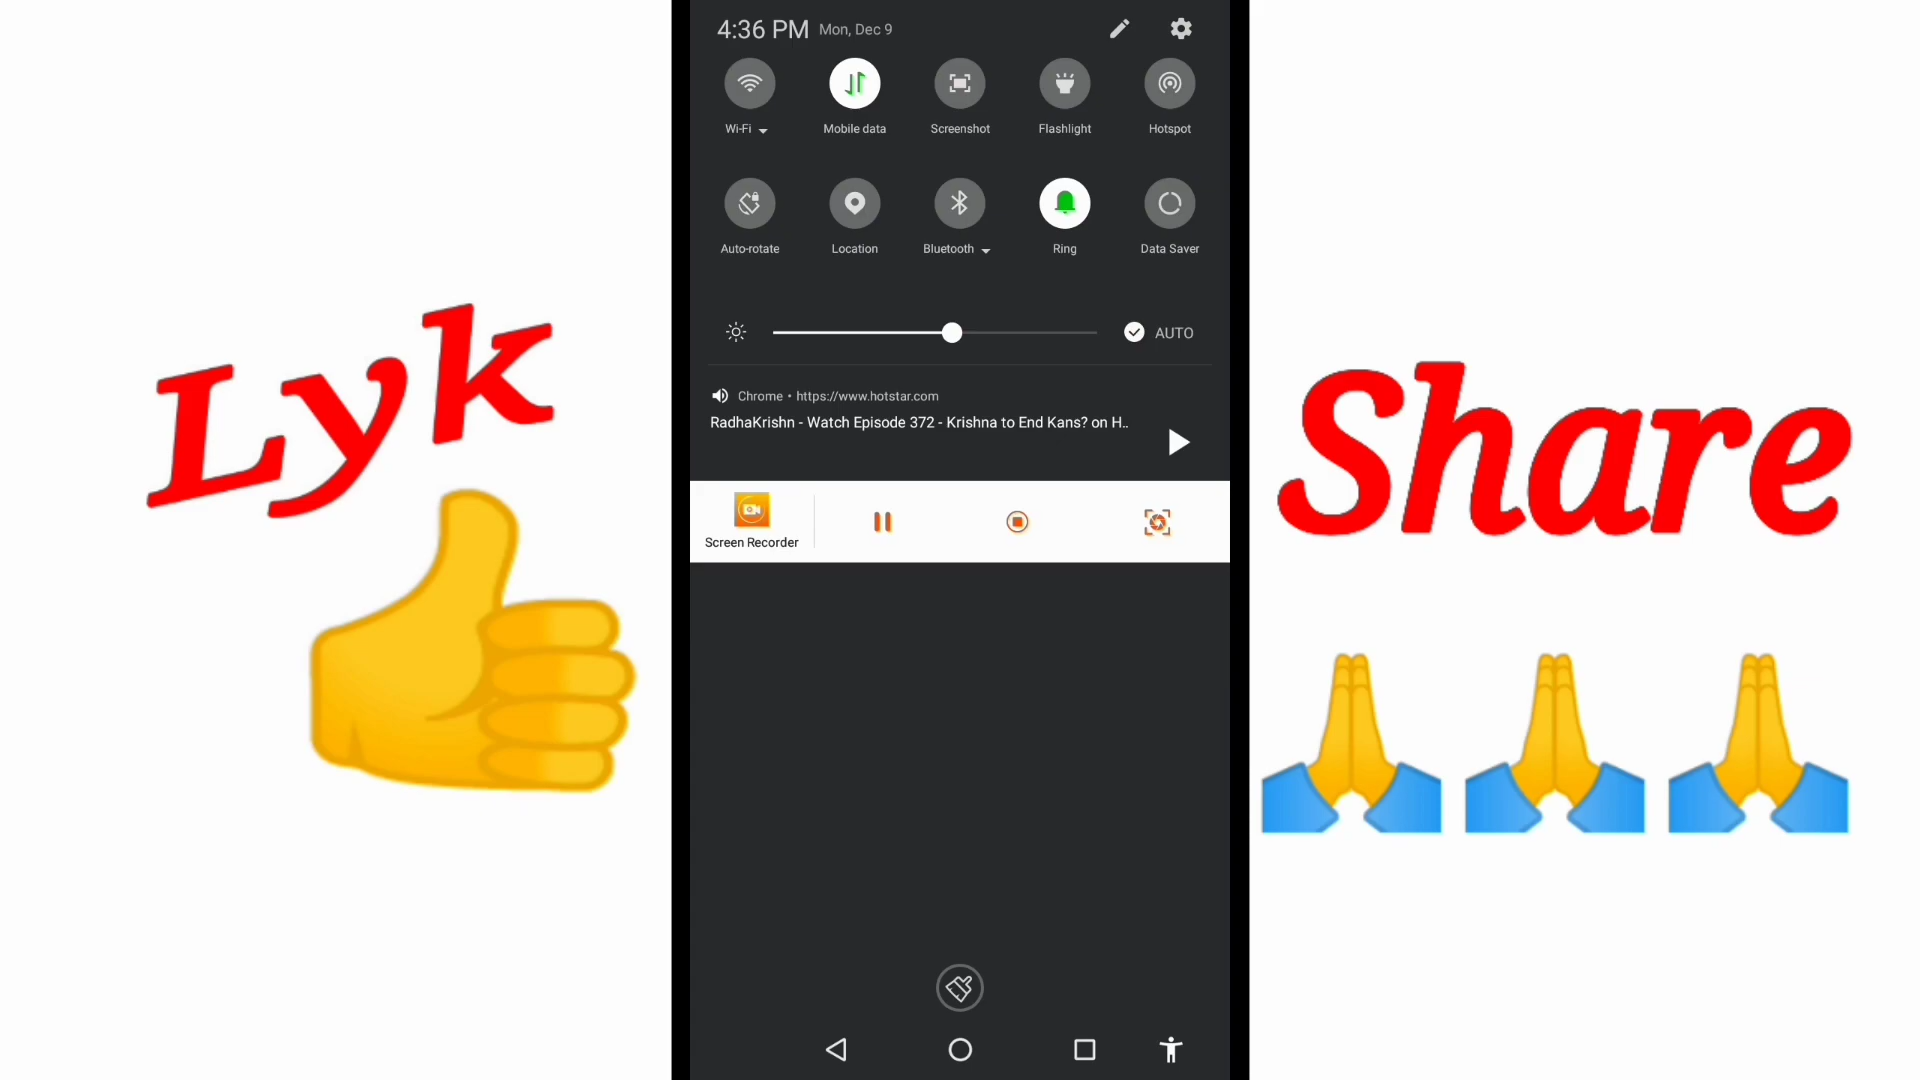 4:36 PM Mon, Dec 9
Wi-Fi Mobile data Screenshot Flashlight Hotspot
Auto-rotate Location Bluetooth Ring Data Saver
AUTO
Chrome • https://www.hotstar.com
RadhaKrishn - Watch Episode 372 - Krishna to End Kans? on H..
Screen Recorder
Lyk
Share